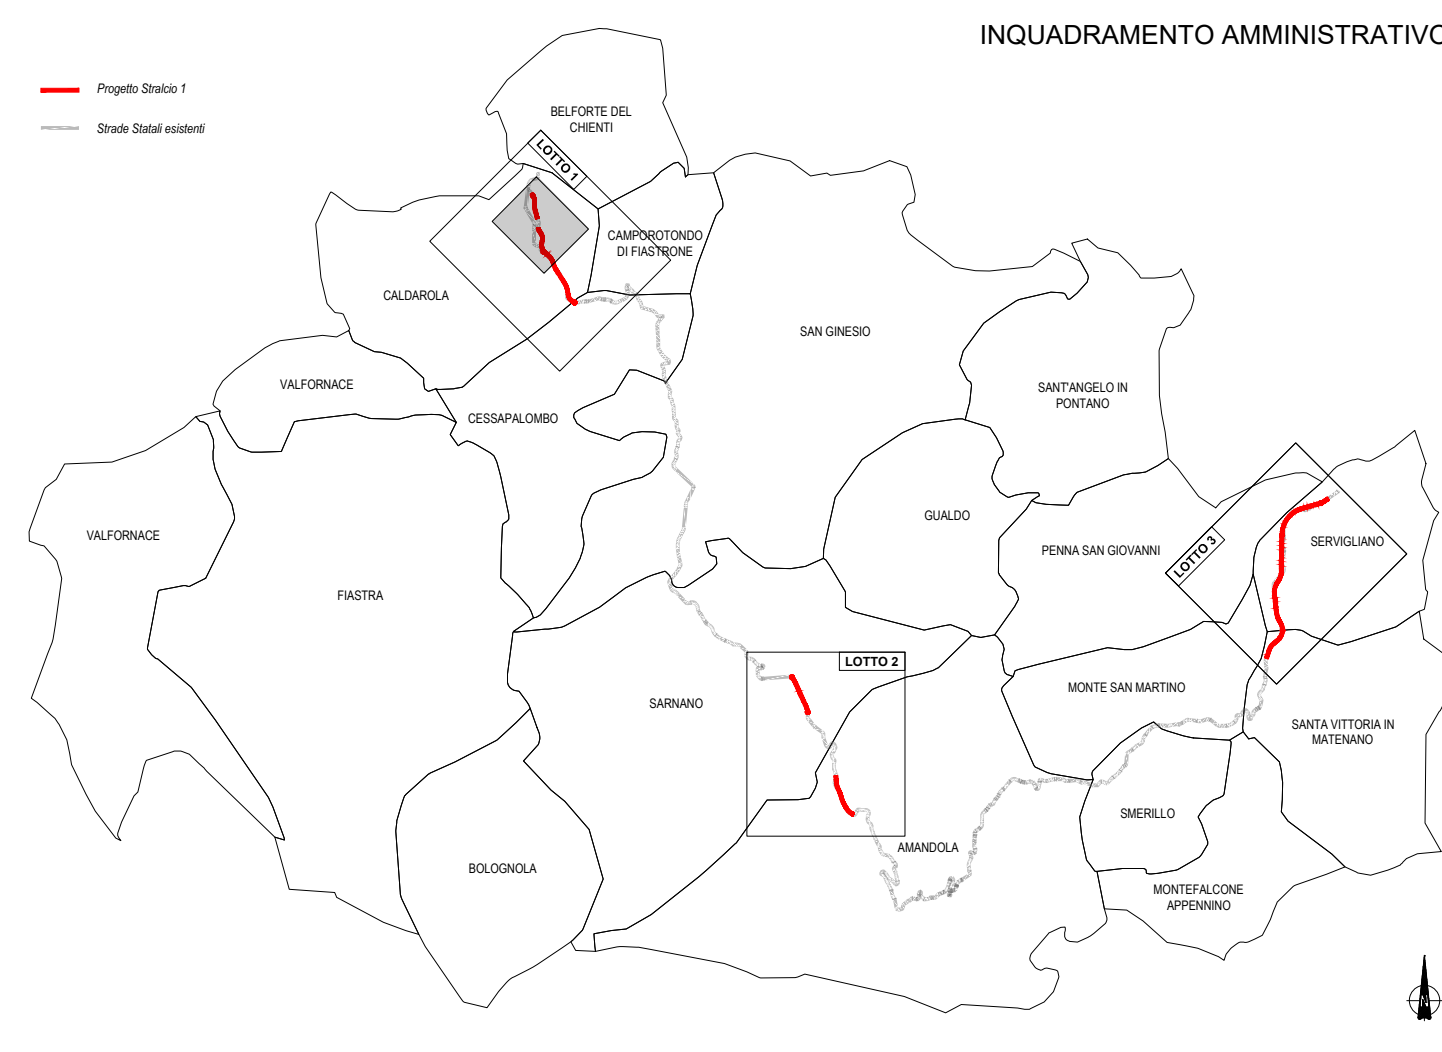 INQUADRAMENTO AMMINISTRATIVO
Progetto Stralcio 1
Strade Statali esistenti
BELFORTE DEL
CHIENTI
LOTTO 1
CAMPOROTONDO
DI FIASTRONE
CALDAROLA
SAN GINESIO
VALFORNACE
SANT'ANGELO IN
PONTANO
CESSAPALOMBO
GUALDO
VALFORNACE
PENNA SAN GIOVANNI
LOTTO 3
SERVIGLIANO
FIASTRA
LOTTO 2
MONTE SAN MARTINO
SARNANO
SANTA VITTORIA IN
MATENANO
SMERILLO
AMANDOLA
BOLOGNOLA
MONTEFALCONE
APPENNINO
N